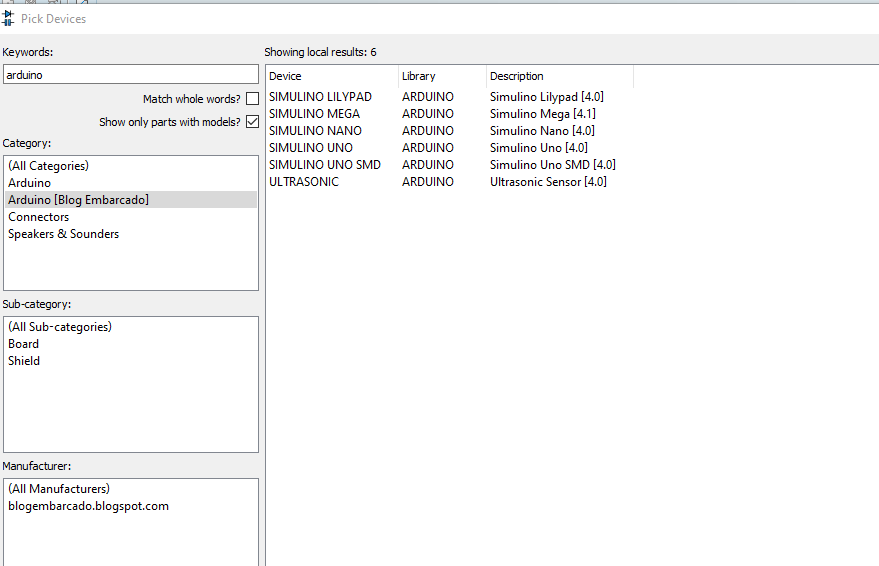 Pick Devices
Keywords:
arduino
Match whole words?
Show only parts with models?
Category:
(All Categories)
Arduino
Arduino [Blog Embarcado]
Connectors
Speakers & Sounders
Sub-category:
(All Sub-categories)
Board
Shield
Manufacturer:
(All Manufacturers)
blogembarcado.blogspot.com
Showing local results: 6
Device Library Description
SIMULINO LILYPAD ARDUINO Simulino Lilypad [4.0]
SIMULINO MEGA ARDUINO Simulino Mega [4.1]
SIMULINO NANO ARDUINO Simulino Nano [4.0]
SIMULINO UNO ARDUINO Simulino Uno [4.0]
SIMULINO UNO SMD ARDUINO Simulino Uno SMD [4.0]
ULTRASONIC ARDUINO Ultrasonic Sensor [4.0]